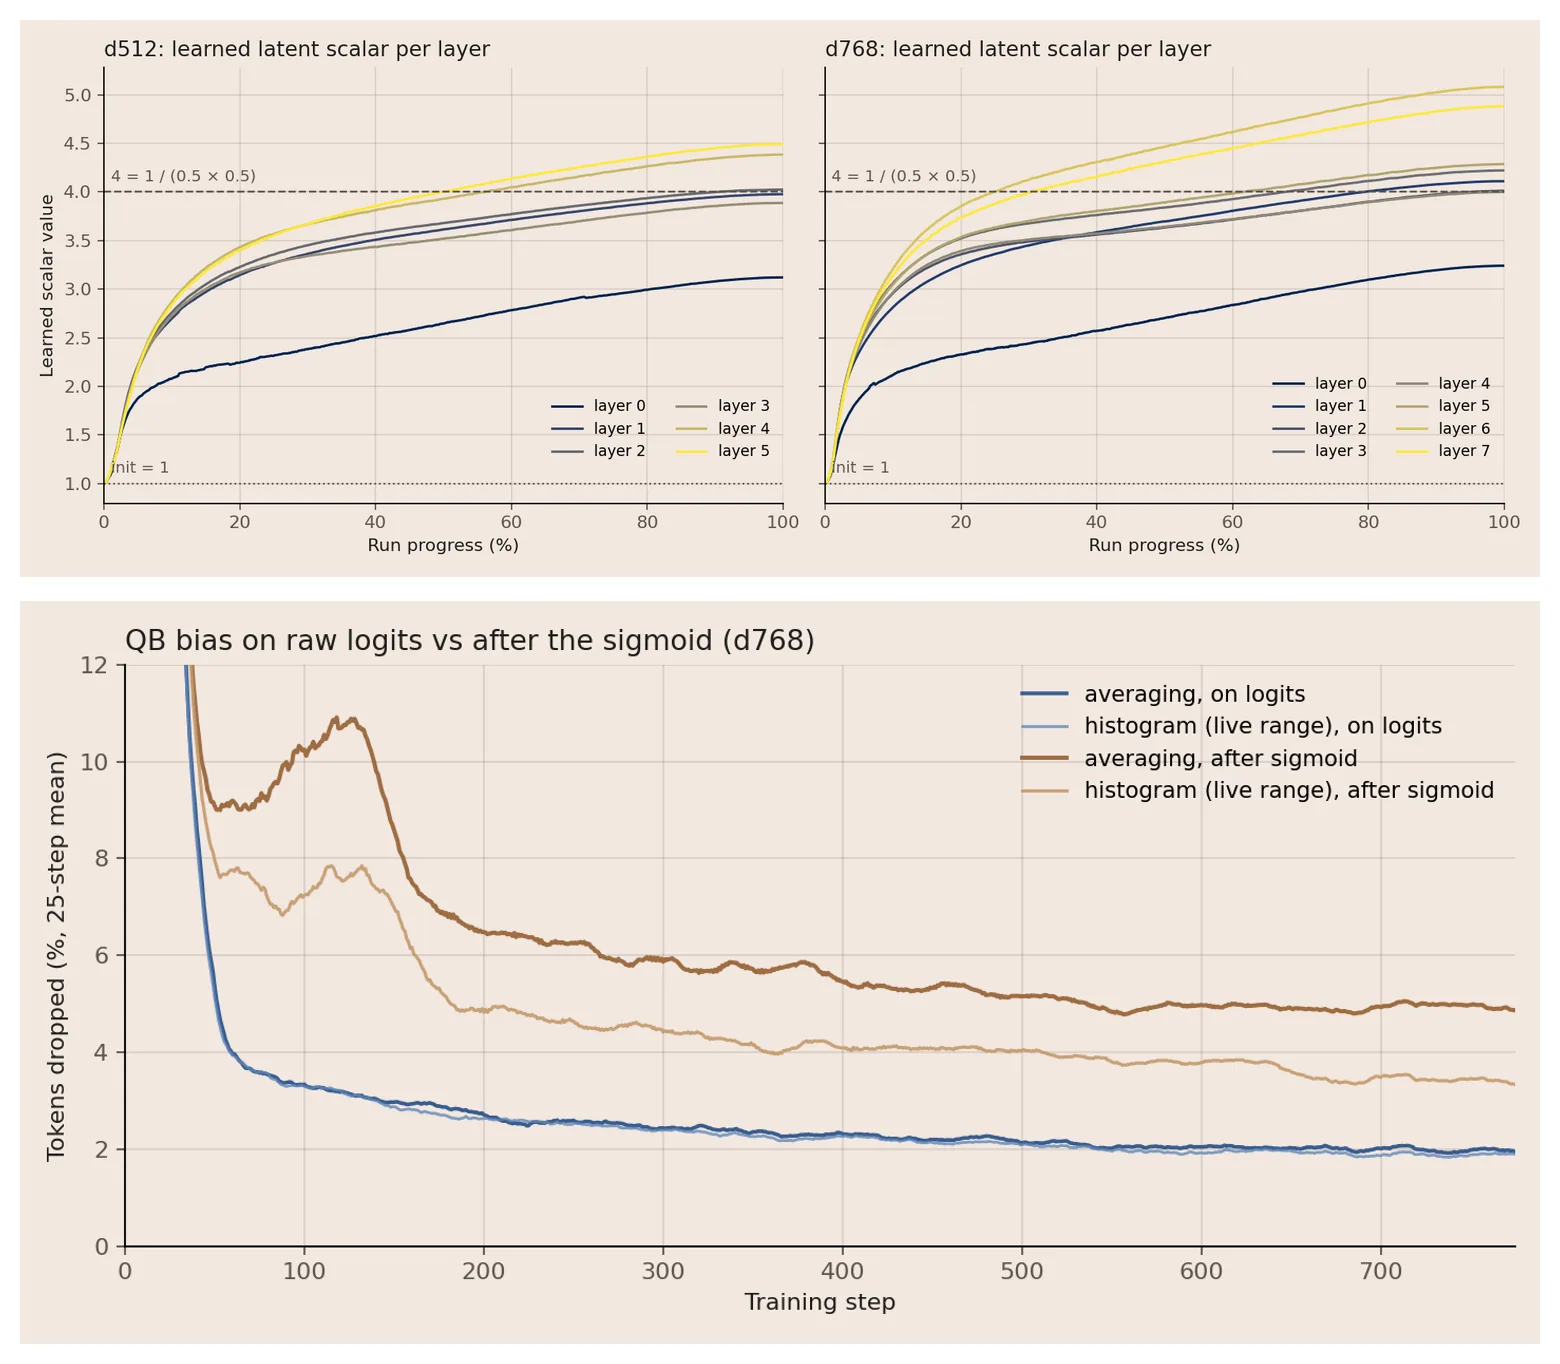 d512: learned latent scalar per layer
5.0
4.5
4.0
3.5
3.0
2.5
2.0
1.5
1.0
Learned scalar value
4 = 1 / (0.5 × 0.5)
init = 1
layer 0
layer 1
layer 2
layer 3
layer 4
layer 5
0 20 40 60 80 100
Run progress (%)
d768: learned latent scalar per layer
4 = 1 / (0.5 × 0.5)
init = 1
layer 0
layer 1
layer 2
layer 3
layer 4
layer 5
layer 6
layer 7
0 20 40 60 80 100
Run progress (%)
QB bias on raw logits vs after the sigmoid (d768)
12
10
8
6
4
2
0
Tokens dropped (%, 25-step mean)
averaging, on logits
histogram (live range), on logits
averaging, after sigmoid
histogram (live range), after sigmoid
0 100 200 300 400 500 600 700
Training step